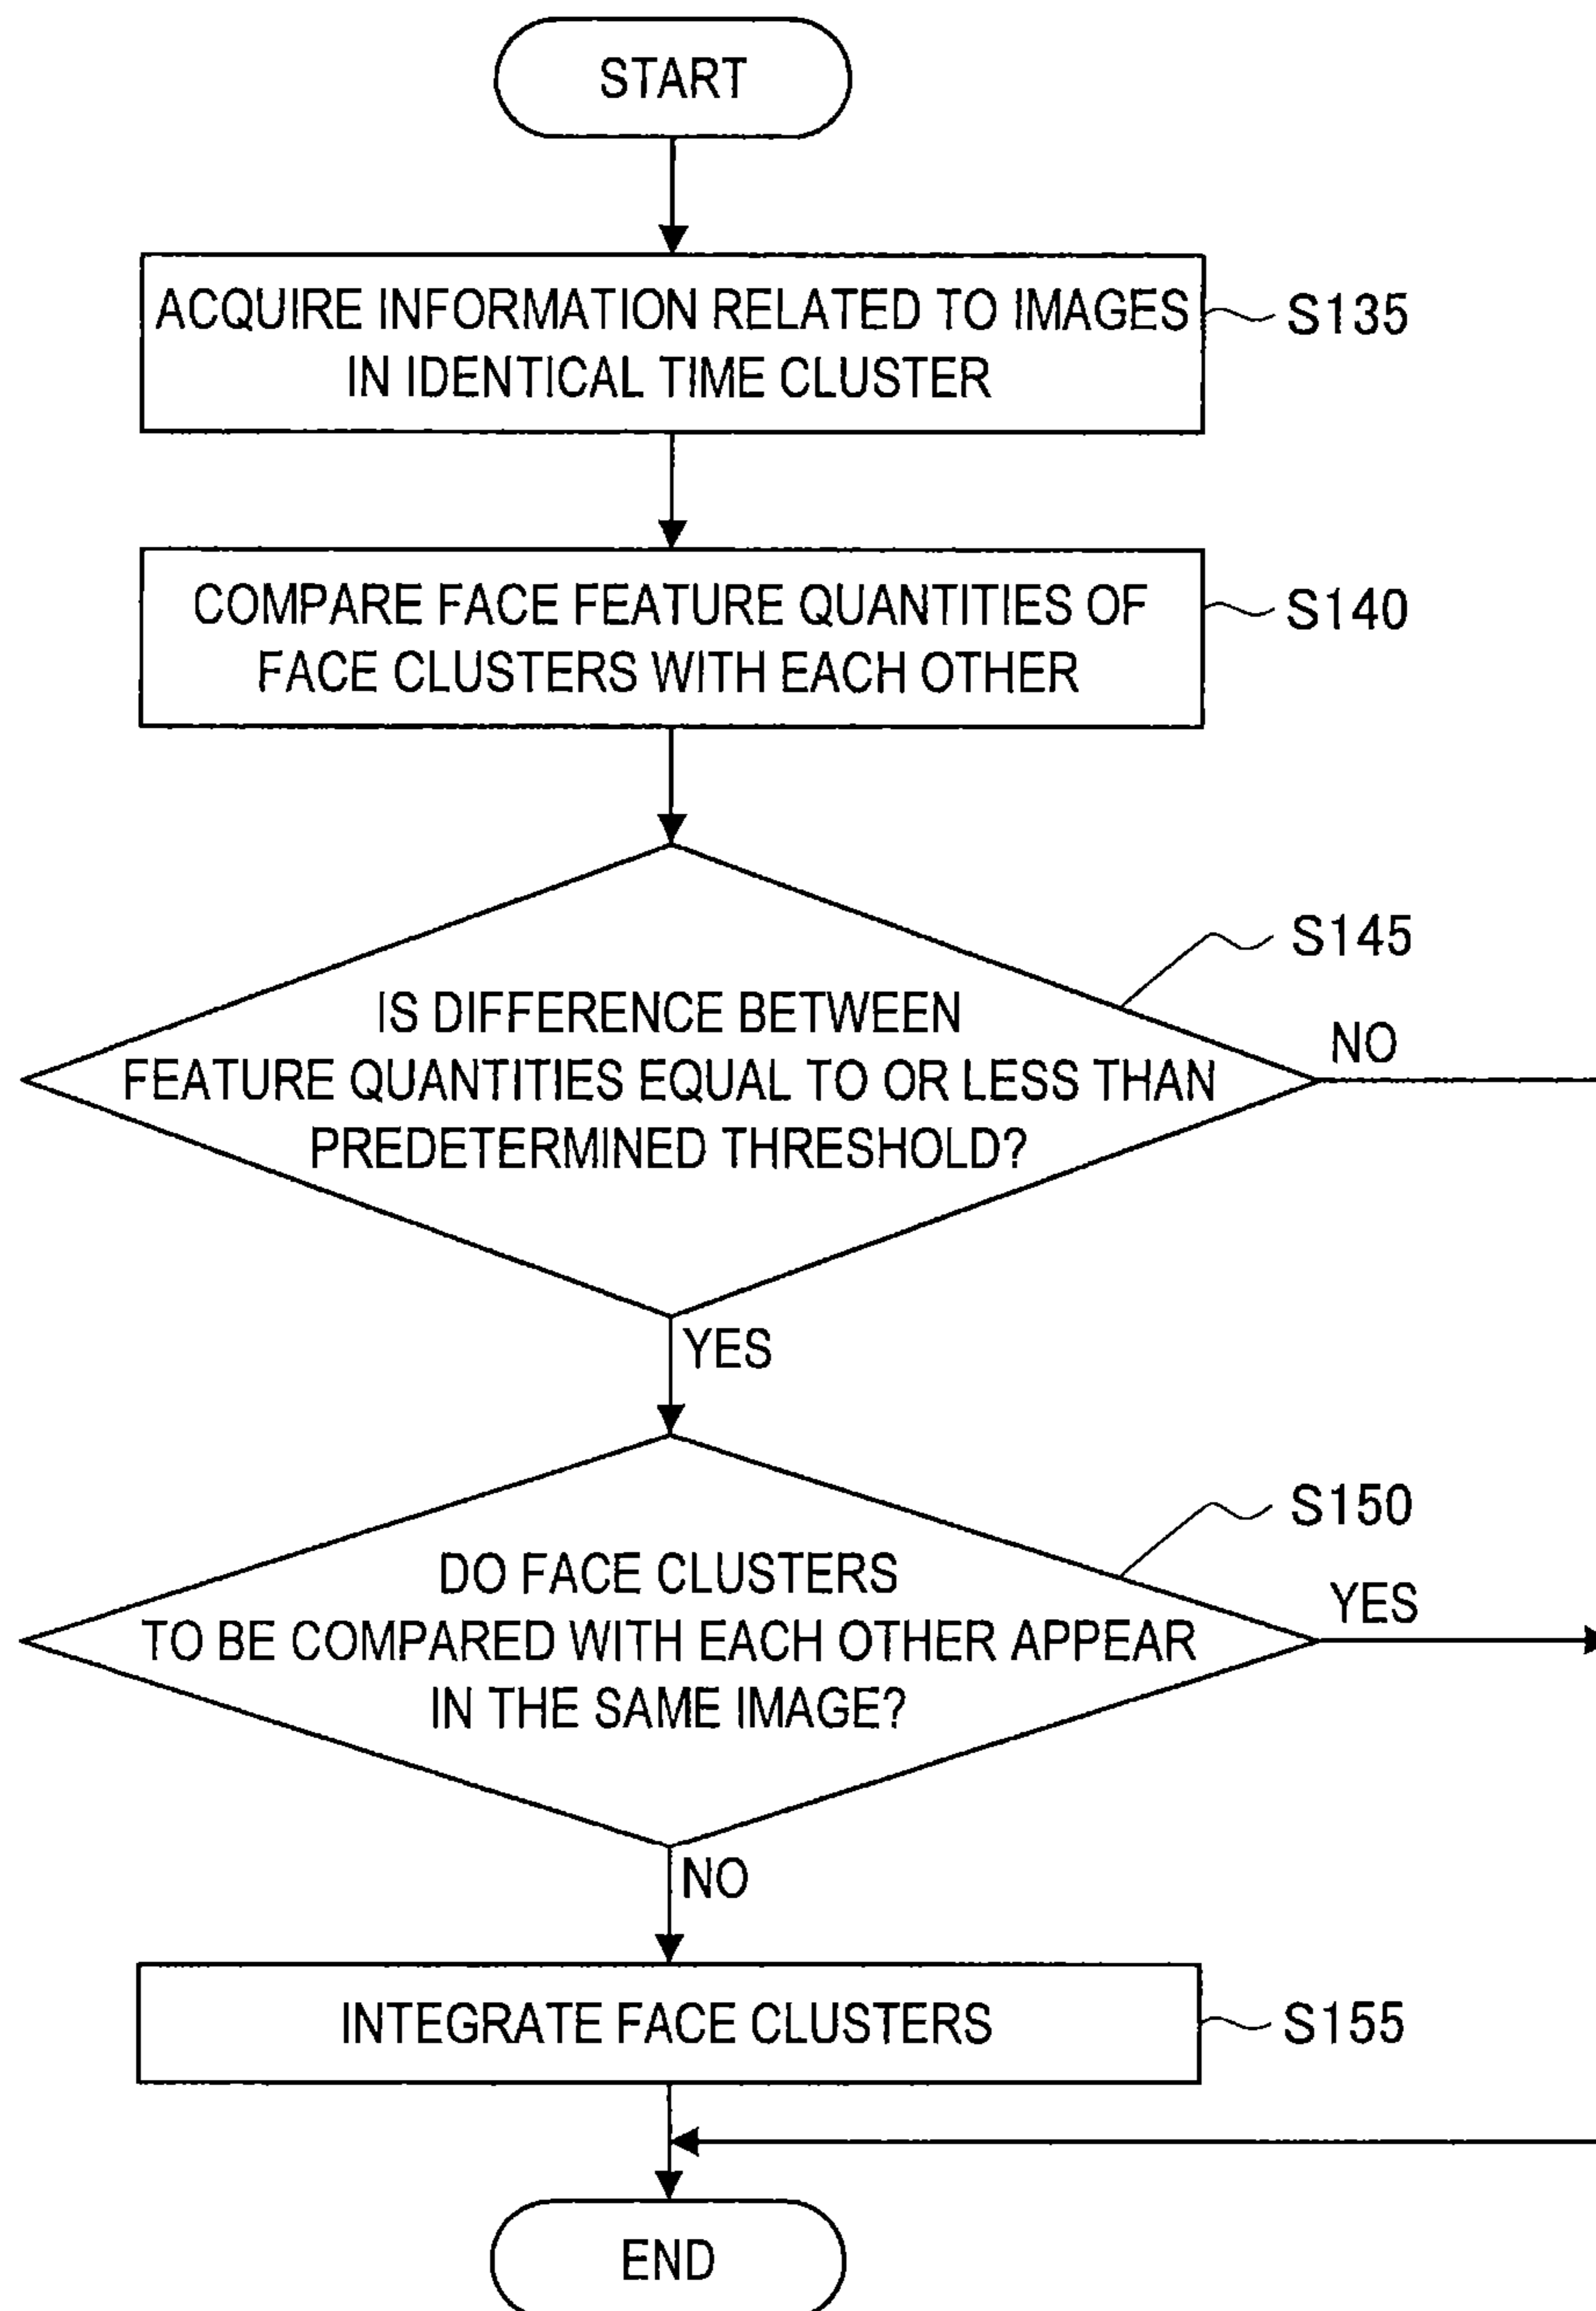 START
ACQUIRE INFORMATION RELATED TO IMAGES
IN IDENTICAL TIME CLUSTER
S135
COMPARE FACE FEATURE QUANTITIES OF
FACE CLUSTERS WITH EACH OTHER
S140
S145
IS DIFFERENCE BETWEEN
FEATURE QUANTITIES EQUAL TO OR LESS THAN
PREDETERMINED THRESHOLD?
NO
YES
S150
DO FACE CLUSTERS
TO BE COMPARED WITH EACH OTHER APPEAR
IN THE SAME IMAGE?
YES
NO
INTEGRATE FACE CLUSTERS
S155
END